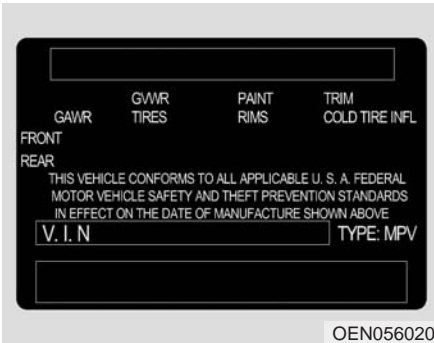 GVWR PAINT TRIM
GAWR TIRES RIMS COLD TIRE INFL
FRONT
REAR
THIS VEHICLE CONFORMS TO ALL APPLICABLE U. S. A. FEDERAL
MOTOR VEHICLE SAFETY AND THEFT PREVENTION STANDARDS
IN EFFECT ON THE DATE OF MANUFACTURE SHOWN ABOVE
V. I. N TYPE: MPV
OEN056020